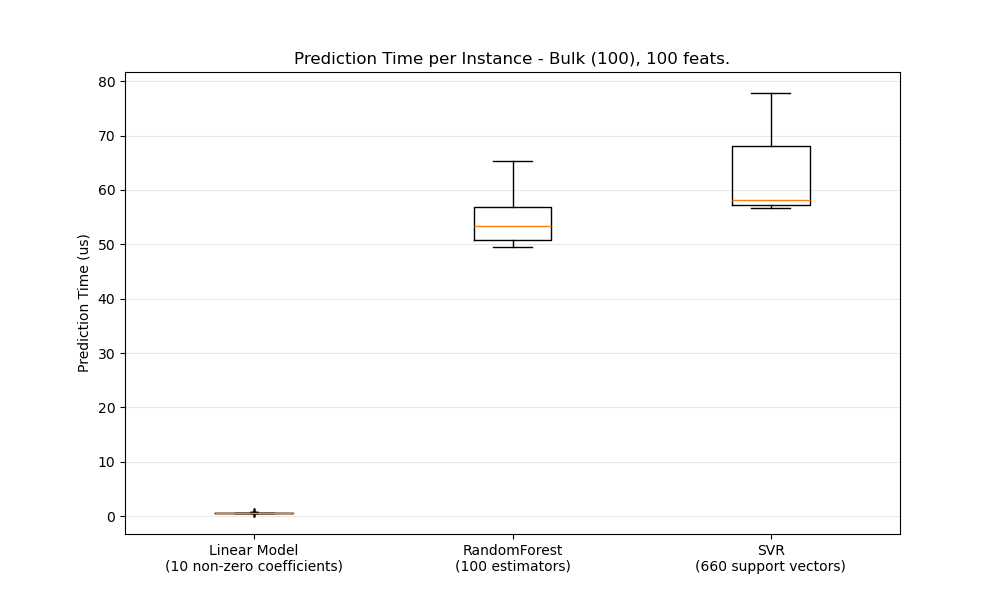 Prediction Time per Instance - Bulk (100), 100 feats.
80
70
60
50
40
30
20
10
0
Prediction Time (us)
Linear Model
(10 non-zero coefficients)
RandomForest
(100 estimators)
SVR
(660 support vectors)